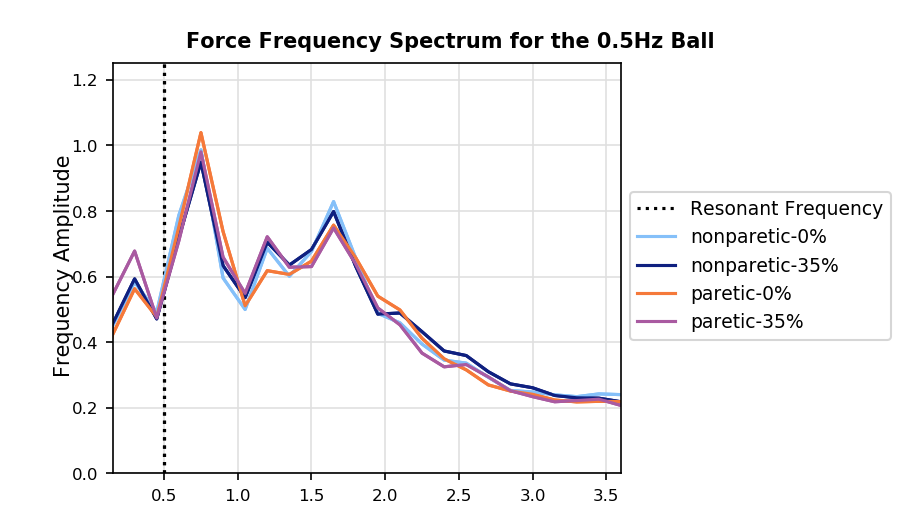 Force Frequency Spectrum for the 0.5Hz Ball
Frequency Amplitude
1.2
1.0
0.8
0.6
0.4
0.2
0.0
0.5 1.0 1.5 2.0 2.5 3.0 3.5
Resonant Frequency
nonparetic-0%
nonparetic-35%
paretic-0%
paretic-35%